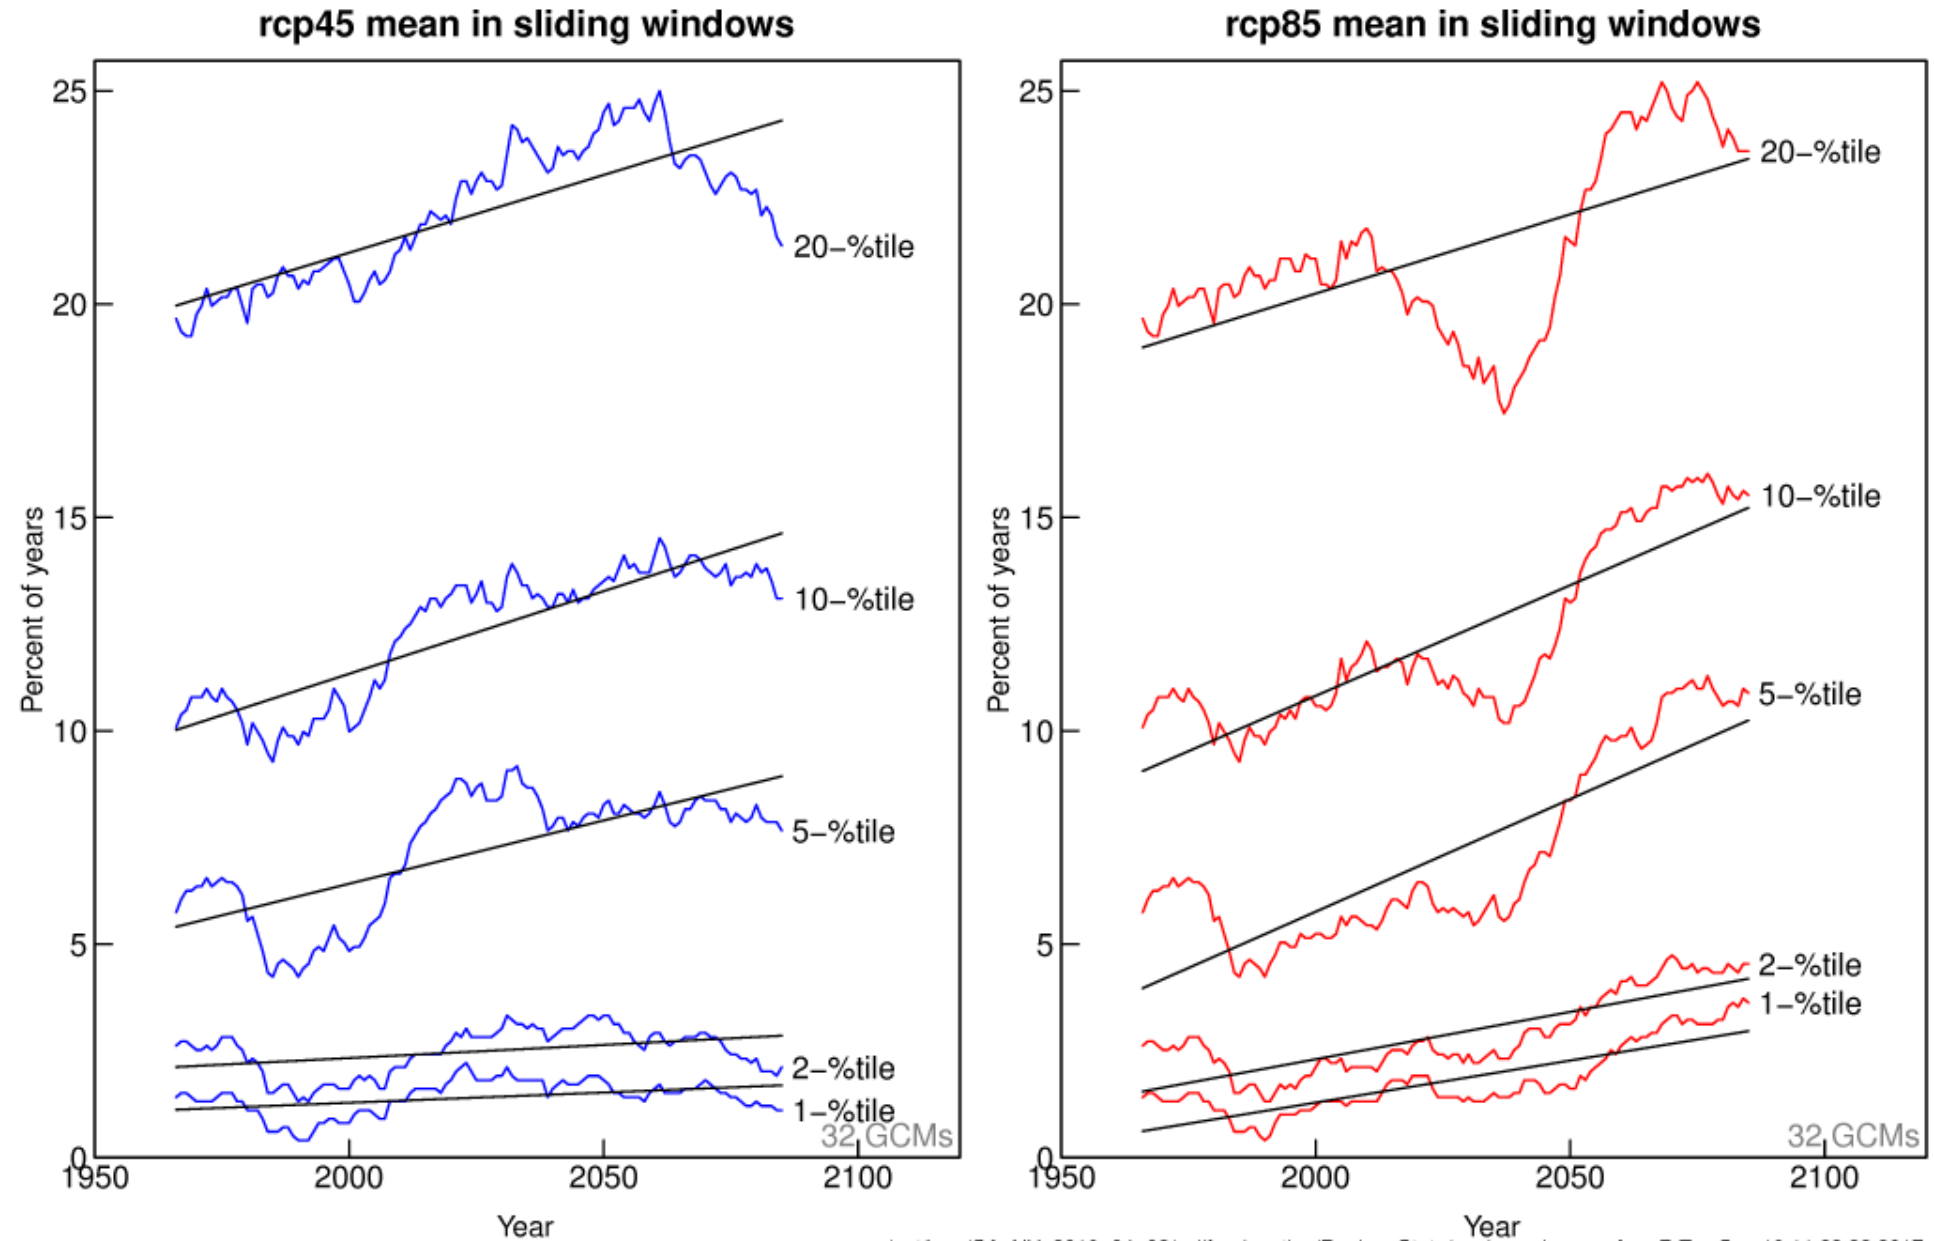 rcp45 mean in sliding windows
25
20
15
10
5
0
Percent of years
20-%tile
10-%tile
5-%tile
2-%tile
1-%tile
32 GCMs
1950 2000 2050 2100
Year
rcp85 mean in sliding windows
25
20
15
10
5
0
Percent of years
20-%tile
10-%tile
5-%tile
2-%tile
1-%tile
32 GCMs
1950 2000 2050 2100
Year